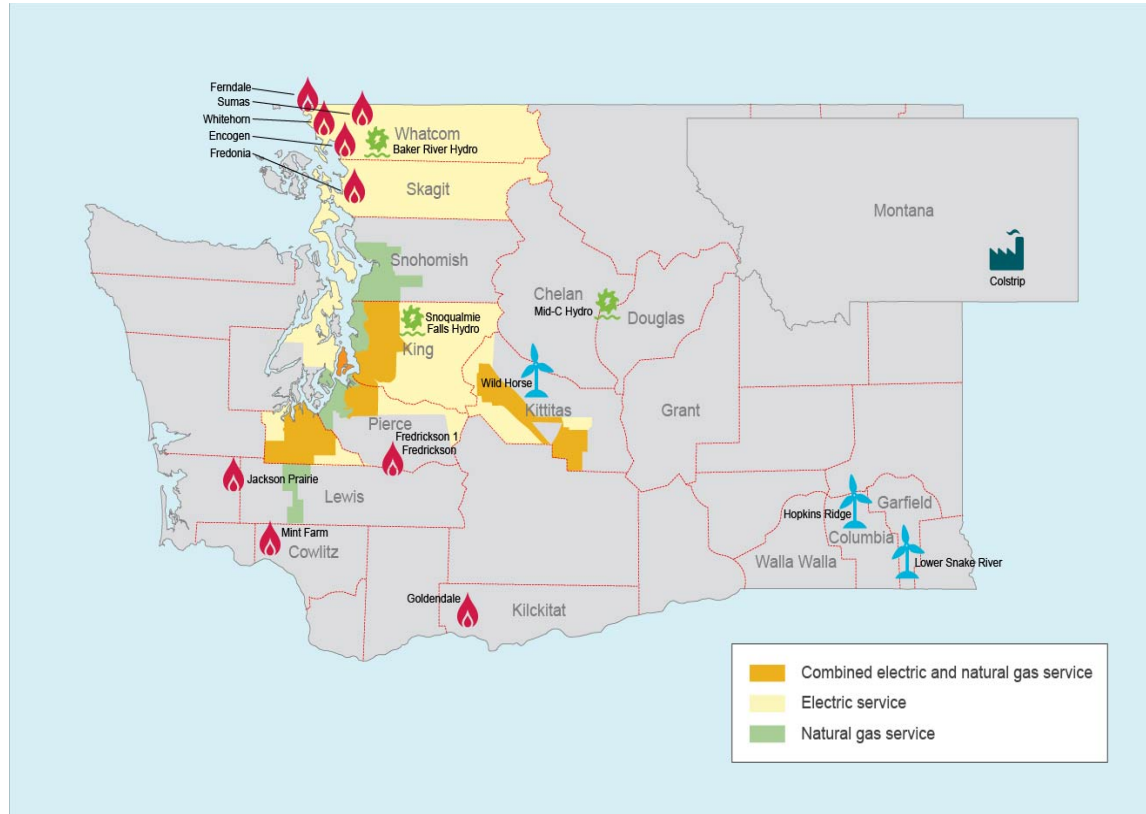 Ferndale
Sumas
Whitehorn
Encogen
Fredonia
Whatcom
Baker River Hydro
Skagit
Montana
Snohomish
Colstrip
Chelan
Mid-C Hydro
Douglas
Snoqualmie
Falls Hydro
King
Wild Horse
Kittitas
Grant
Pierce
Fredrickson 1
Fredrickson
Jackson Prairie
Lewis
Hopkins Ridge
Garfield
Columbia
Mint Farm
Cowlitz
Walla Walla
Lower Snake River
Goldendale
Kilckitat
Combined electric and natural gas service
Electric service
Natural gas service